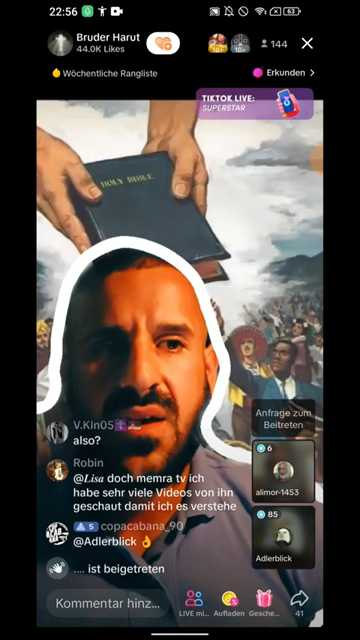 22:56
63
Bruder Harut
44.0K Likes
144
Wöchentliche Rangliste
Erkunden
TIKTOK LIVE:
SUPERSTAR
HOLY BIBLE
Anfrage zum
Beitreten
V.Kln05
also?
6
alimor-1453
Robin
@Lisa doch memra tv ich
habe sehr viele Videos von ihn
geschaut damit ich es verstehe
85
Adlerblick
5 copacabana_90
@Adlerblick 👌
.... ist beigetreten
Kommentar hinz...
LIVE mi...
Aufladen
Gesche...
41